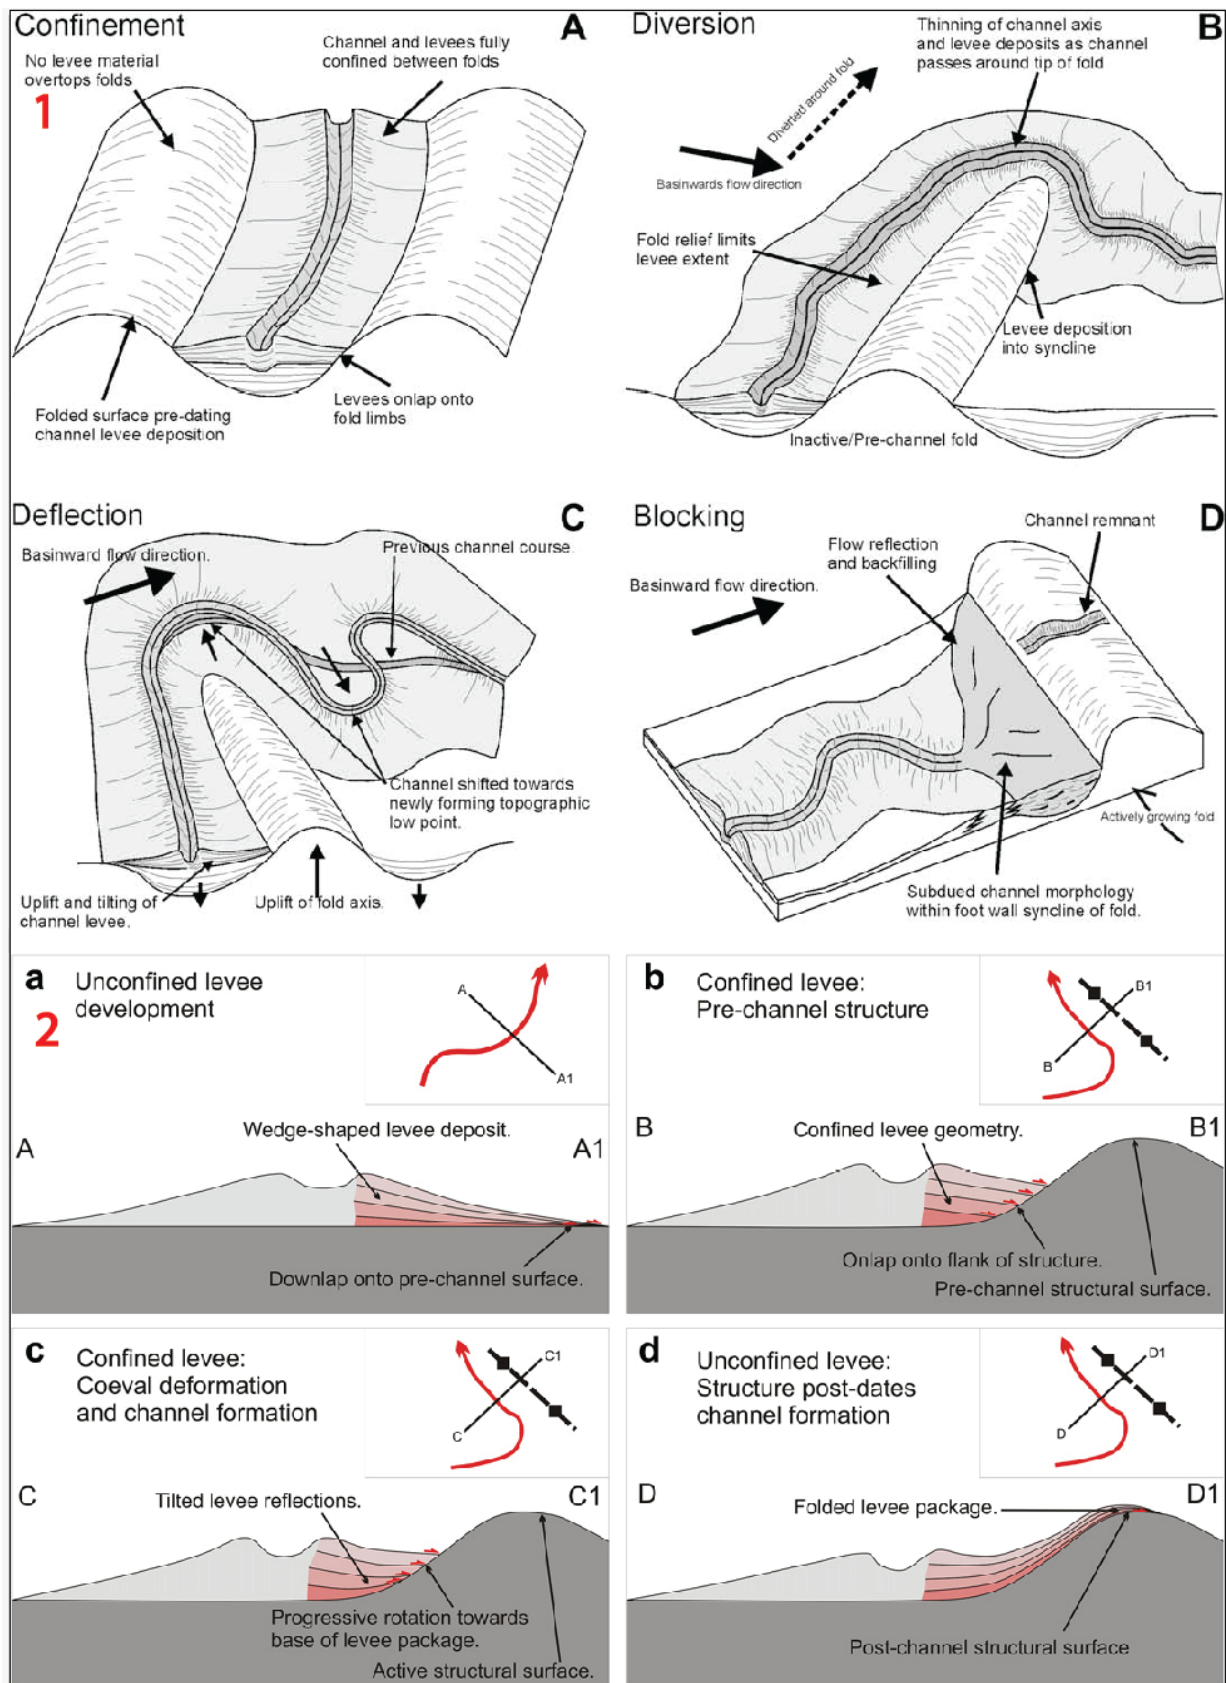 Confinement
A
No levee material
overtops folds
1
Channel and levees fully
confined between folds
Levees onlap onto
fold limbs
Folded surface pre-dating
channel levee deposition
Diversion
B
Thinning of channel axis
and levee deposits as channel
passes around tip of fold
Diverted around fold
Basinwards flow direction
Fold relief limits
levee extent
Levee deposition
into syncline
Inactive/Pre-channel fold
Deflection
C
Basinward flow direction.
Previous channel course.
Channel shifted towards
newly forming topographic
low point.
Uplift and tilting of
channel levee.
Uplift of fold axis.
Blocking
D
Channel remnant
Flow reflection
and backfilling
Basinward flow direction.
Actively growing fold
Subdued channel morphology
within foot wall syncline of fold.
a
Unconfined levee
development
2
A
A1
Wedge-shaped levee deposit.
A
A1
Downlap onto pre-channel surface.
b
Confined levee:
Pre-channel structure
B1
B
B
B1
Confined levee geometry.
Onlap onto flank of structure.
Pre-channel structural surface.
c
Confined levee:
Coeval deformation
and channel formation
C1
C
C
C1
Tilted levee reflections.
Progressive rotation towards
base of levee package.
Active structural surface.
d
Unconfined levee:
Structure post-dates
channel formation
D1
D
D
D1
Folded levee package.
Post-channel structural surface